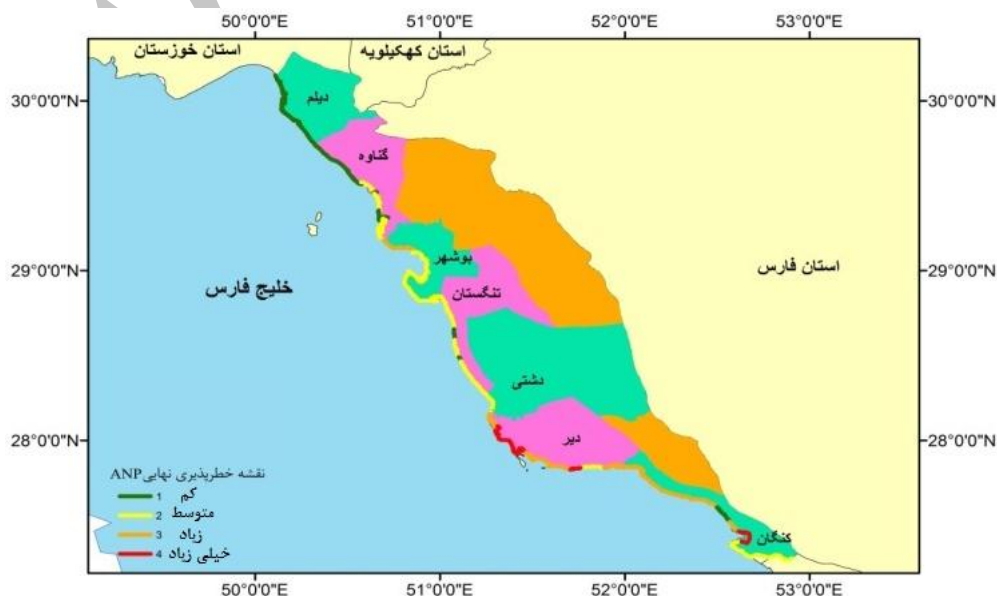 50°0'0"E 51°0'0"E 52°0'0"E 53°0'0"E
استان خوزستان
استان کهکیلویه
30°0'0"N 30°0'0"N
دیلم
گناوه
29°0'0"N 29°0'0"N
بوشهر
استان فارس
خلیج فارس
تنگستان
دشتی
28°0'0"N 28°0'0"N
دیر
کنگان
نقشه خطرپذیری نهایی ANP
1 کم
2 متوسط
3 زیاد
4 خیلی زیاد
50°0'0"E 51°0'0"E 52°0'0"E 53°0'0"E